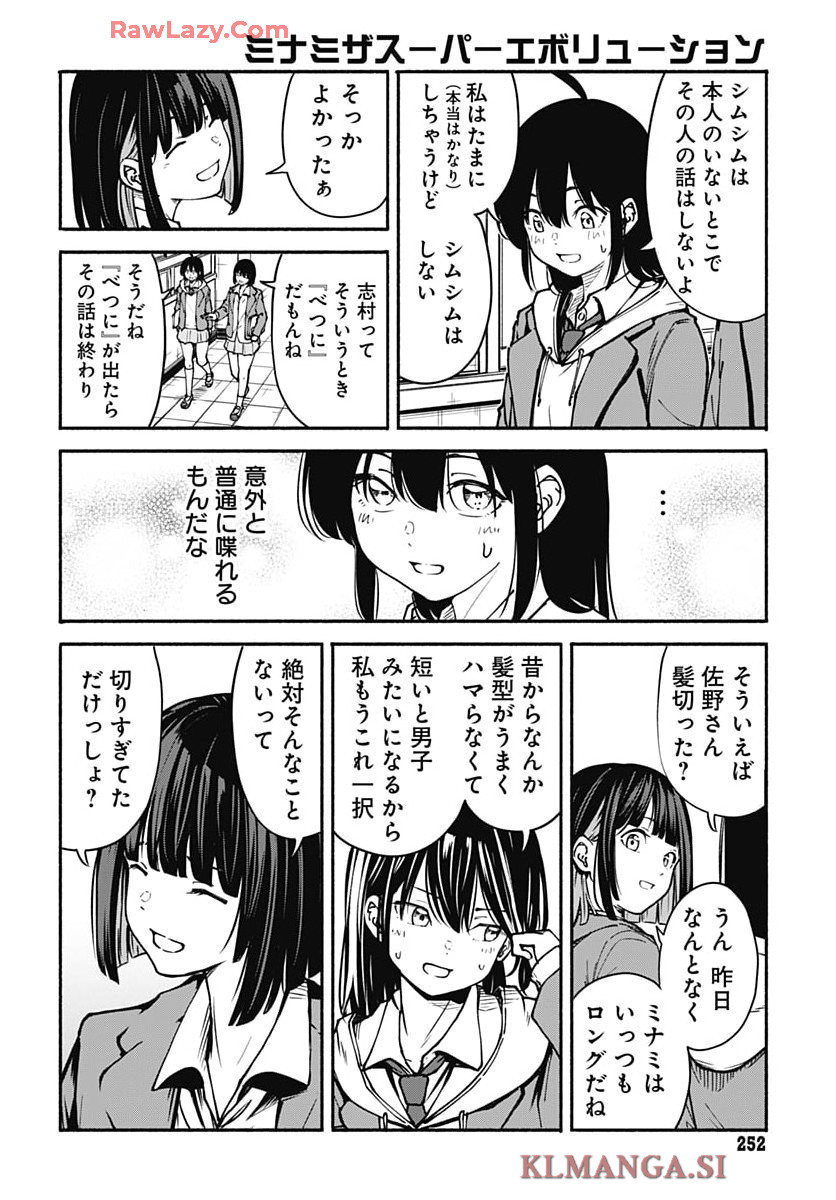 RawLazy.Com
ミナミザスーパーエボリューション
シムシムは
本人のいないとこで
その人の話はしないよ
私はたまに
(本当はかなり)
しちゃうけど
シムシムは
しない
そっか
よかったぁ
志村って
そういうとき
『べつに』
だもんね
そうだね
『べつに』が出たら
その話は終わり
…
意外と
普通に喋れる
もんだな
そういえば
佐野さん
髪切った?
うん 昨日
なんとなく
ミナミは
いっつも
ロングだね
昔からなんか
髪型がうまく
ハマらなくて
短いと男子
みたいになるから
私もうこれ一択
絶対そんなこと
ないって
切りすぎてた
だけっしょ?
252
KLMANGA.SI